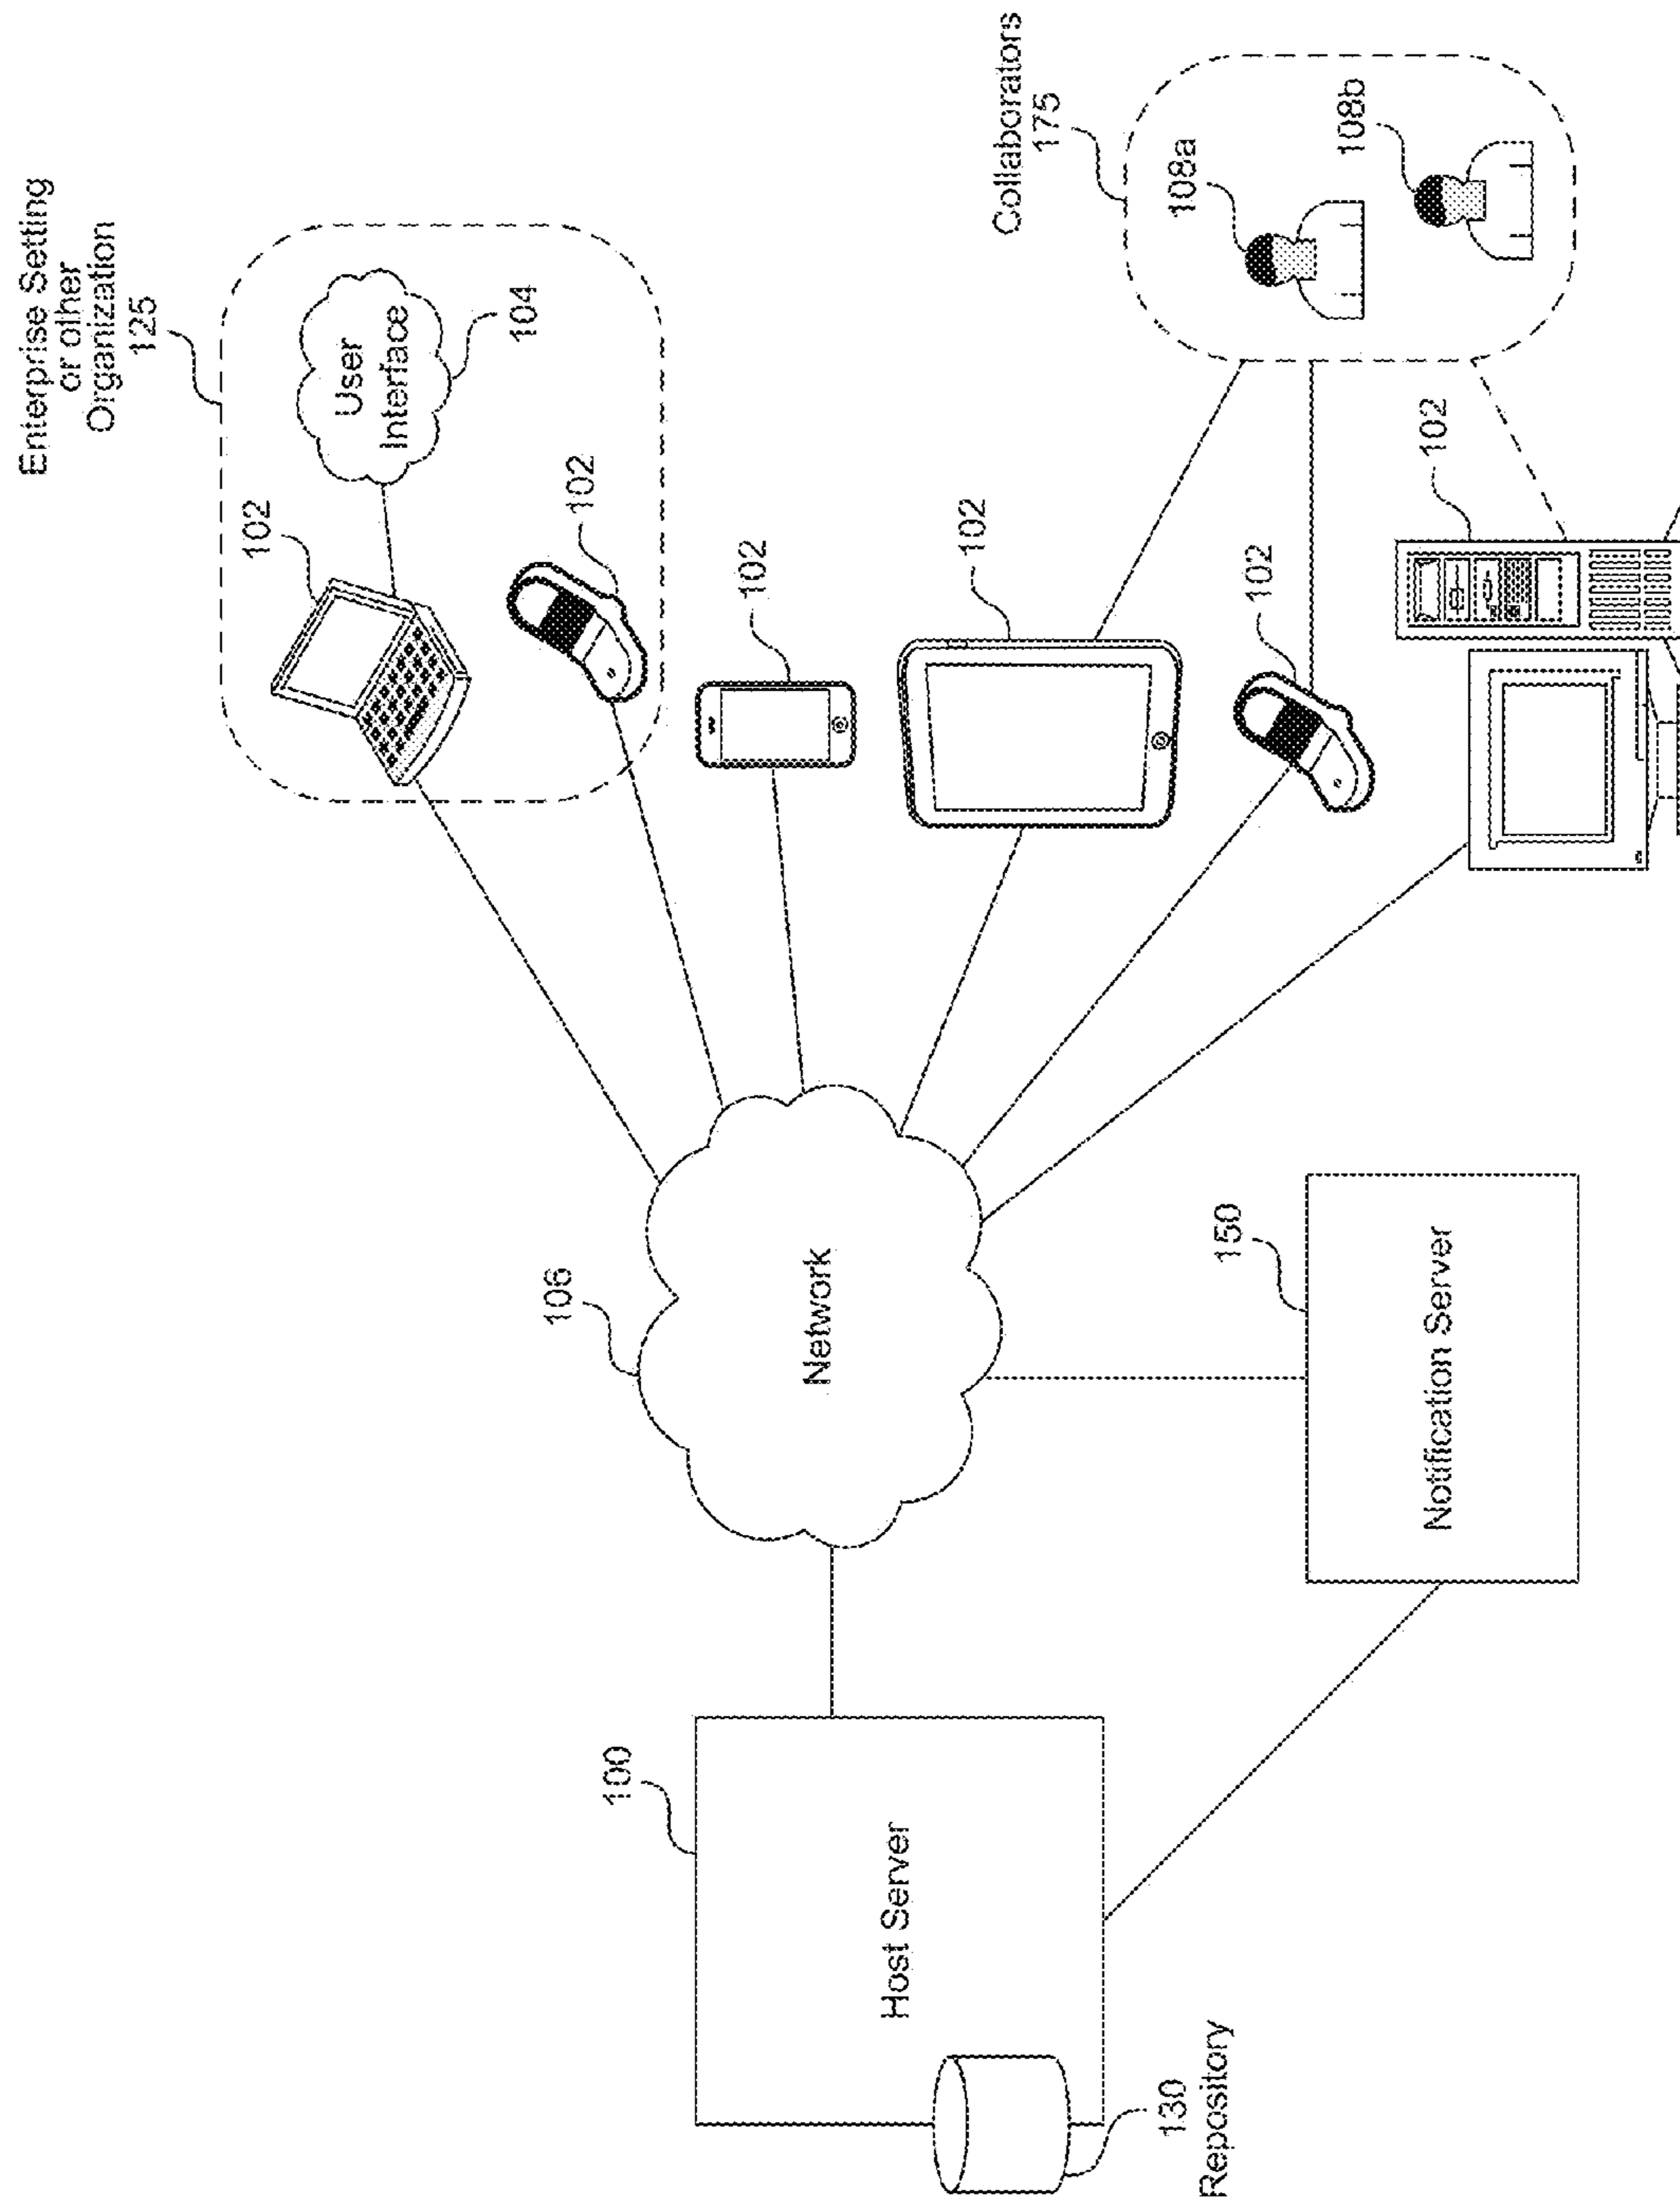 Enterprise Setting
or other
Organization
125
102
User
Interface
104
102
102
Collaborators
175
108a
108b
102
102
102
106
Network
150
Notification Server
100
Host Server
130
Repository